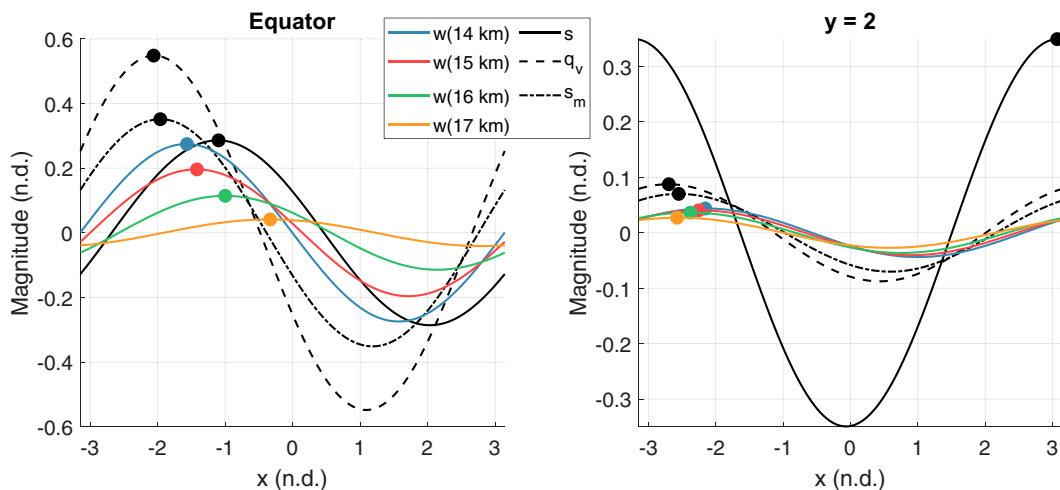 Equator
Magnitude (n.d.)
0.6
0.4
0.2
0
-0.2
-0.4
-0.6
-3 -2 -1 0 1 2 3
x (n.d.)
w(14 km)
w(15 km)
w(16 km)
w(17 km)
s
q_v
s_m
y = 2
Magnitude (n.d.)
0.3
0.2
0.1
0
-0.1
-0.2
-0.3
-3 -2 -1 0 1 2 3
x (n.d.)